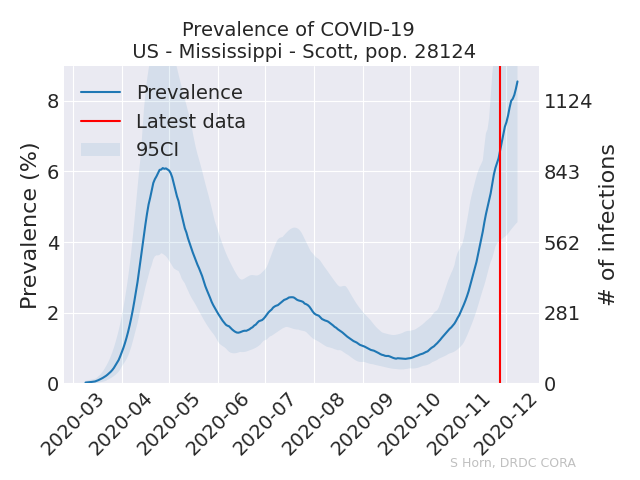 Prevalence of COVID-19
US - Mississippi - Scott, pop. 28124
Prevalence
Latest data
95CI
Prevalence (%)
8
6
4
2
0
# of infections
1124
843
562
281
0
2020-03
2020-04
2020-05
2020-06
2020-07
2020-08
2020-09
2020-10
2020-11
2020-12
S Horn, DRDC CORA